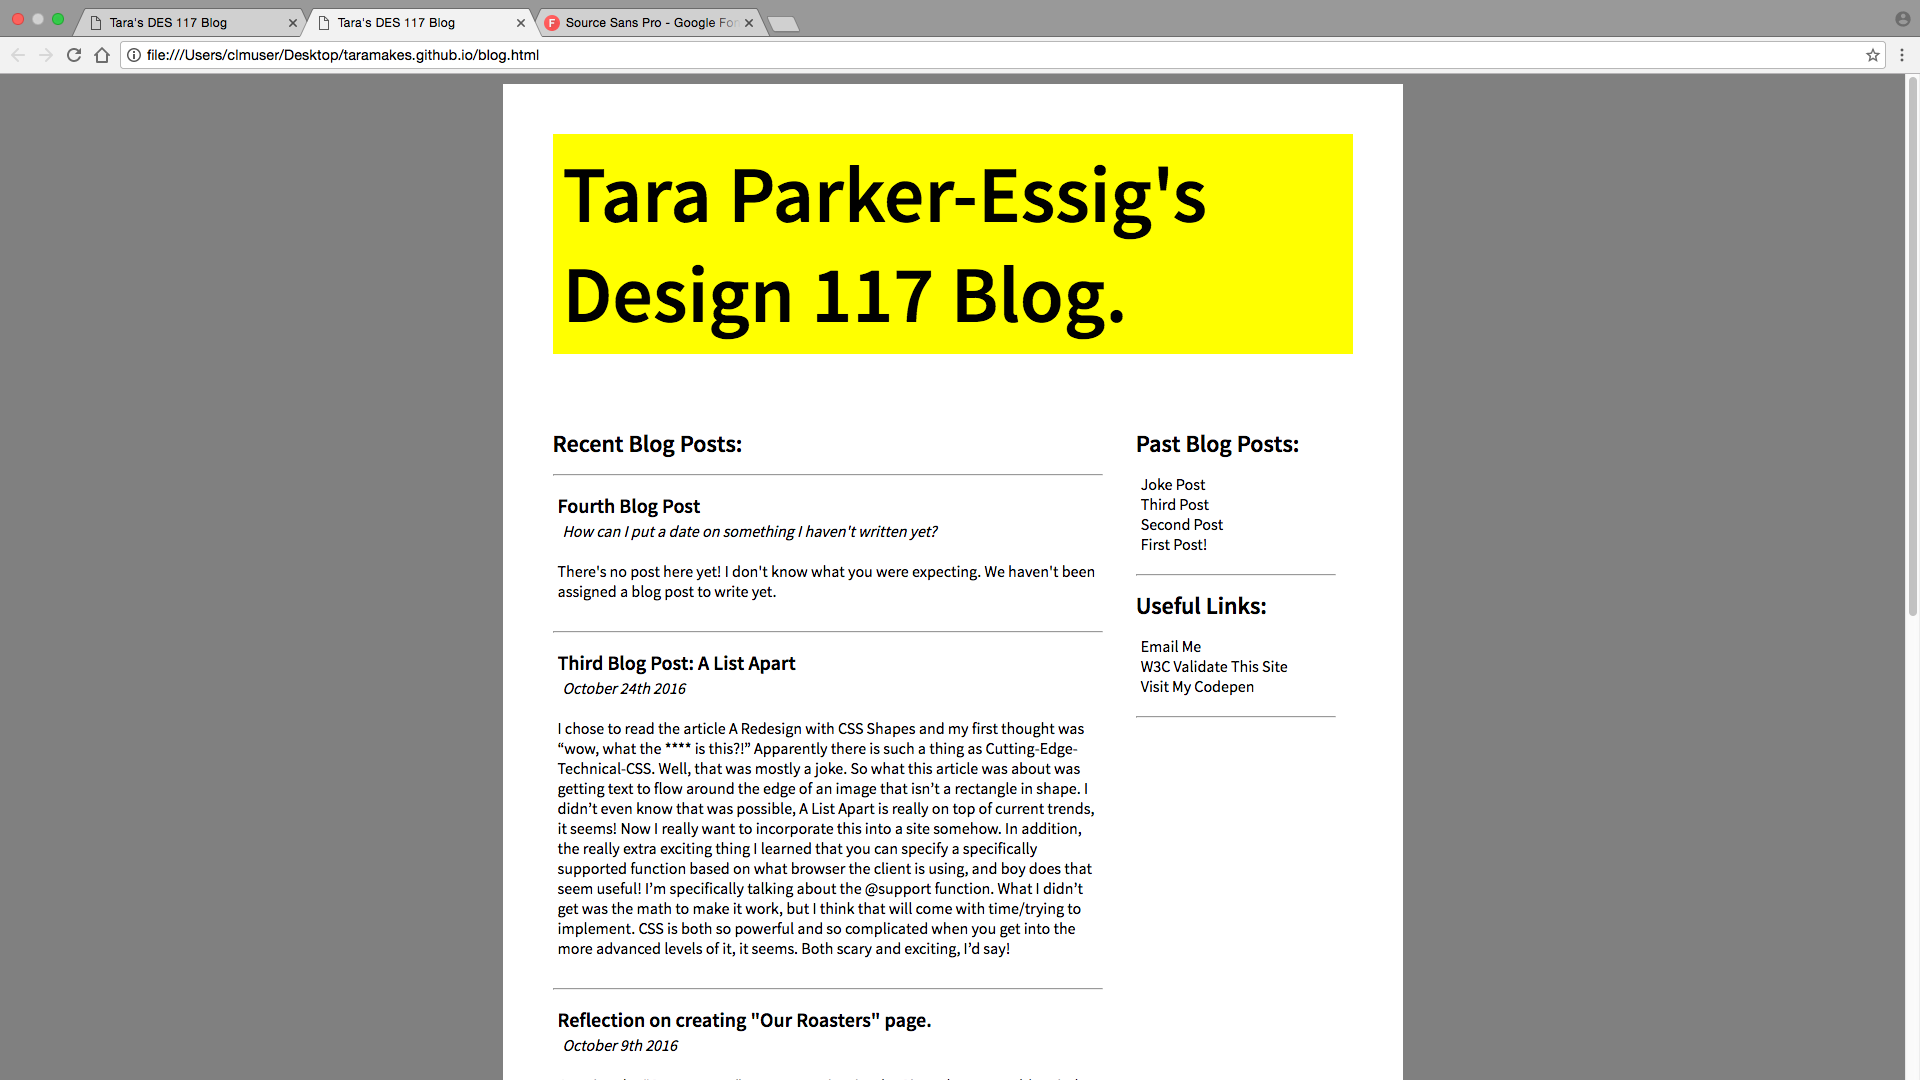 Tara's DES 117 Blog
Tara's DES 117 Blog
Source Sans Pro - Google Fon
file:///Users/clmuser/Desktop/taramakes.github.io/blog.html
Tara Parker-Essig's
Design 117 Blog.
Recent Blog Posts:
Fourth Blog Post
How can I put a date on something I haven't written yet?
There's no post here yet! I don't know what you were expecting. We haven't been
assigned a blog post to write yet.
Third Blog Post: A List Apart
October 24th 2016
I chose to read the article A Redesign with CSS Shapes and my first thought was
“wow, what the **** is this?!” Apparently there is such a thing as Cutting-Edge-
Technical-CSS. Well, that was mostly a joke. So what this article was about was
getting text to flow around the edge of an image that isn’t a rectangle in shape. I
didn’t even know that was possible, A List Apart is really on top of current trends,
it seems! Now I really want to incorporate this into a site somehow. In addition,
the really extra exciting thing I learned that you can specify a specifically
supported function based on what browser the client is using, and boy does that
seem useful! I’m specifically talking about the @support function. What I didn’t
get was the math to make it work, but I think that will come with time/trying to
implement. CSS is both so powerful and so complicated when you get into the
more advanced levels of it, it seems. Both scary and exciting, I’d say!
Reflection on creating "Our Roasters" page.
October 9th 2016
Past Blog Posts:
Joke Post
Third Post
Second Post
First Post!
Useful Links:
Email Me
W3C Validate This Site
Visit My Codepen